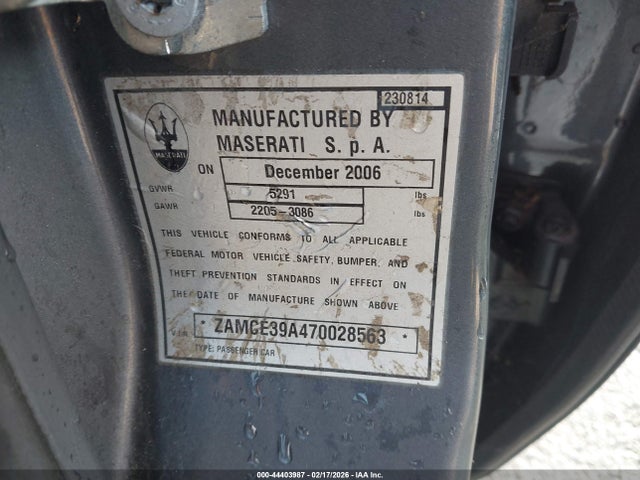 230814
MANUFACTURED BY
MASERATI S. p A.
MASERATI
ON December 2006
GVWR 5291 lbs
GAWR 2205-3086 lbs
THIS VEHICLE CONFORMS TO ALL APPLICABLE
FEDERAL MOTOR VEHICLE SAFETY, BUMPER, AND
THEFT PREVENTION STANDARDS IN EFFECT ON
THE DATE OF MANUFACTURE SHOWN ABOVE
V.I.N. * ZAMCE39A470028563 *
TYPE: PASSENGER CAR
000-44403987 - 02/17/2026 - IAA Inc.